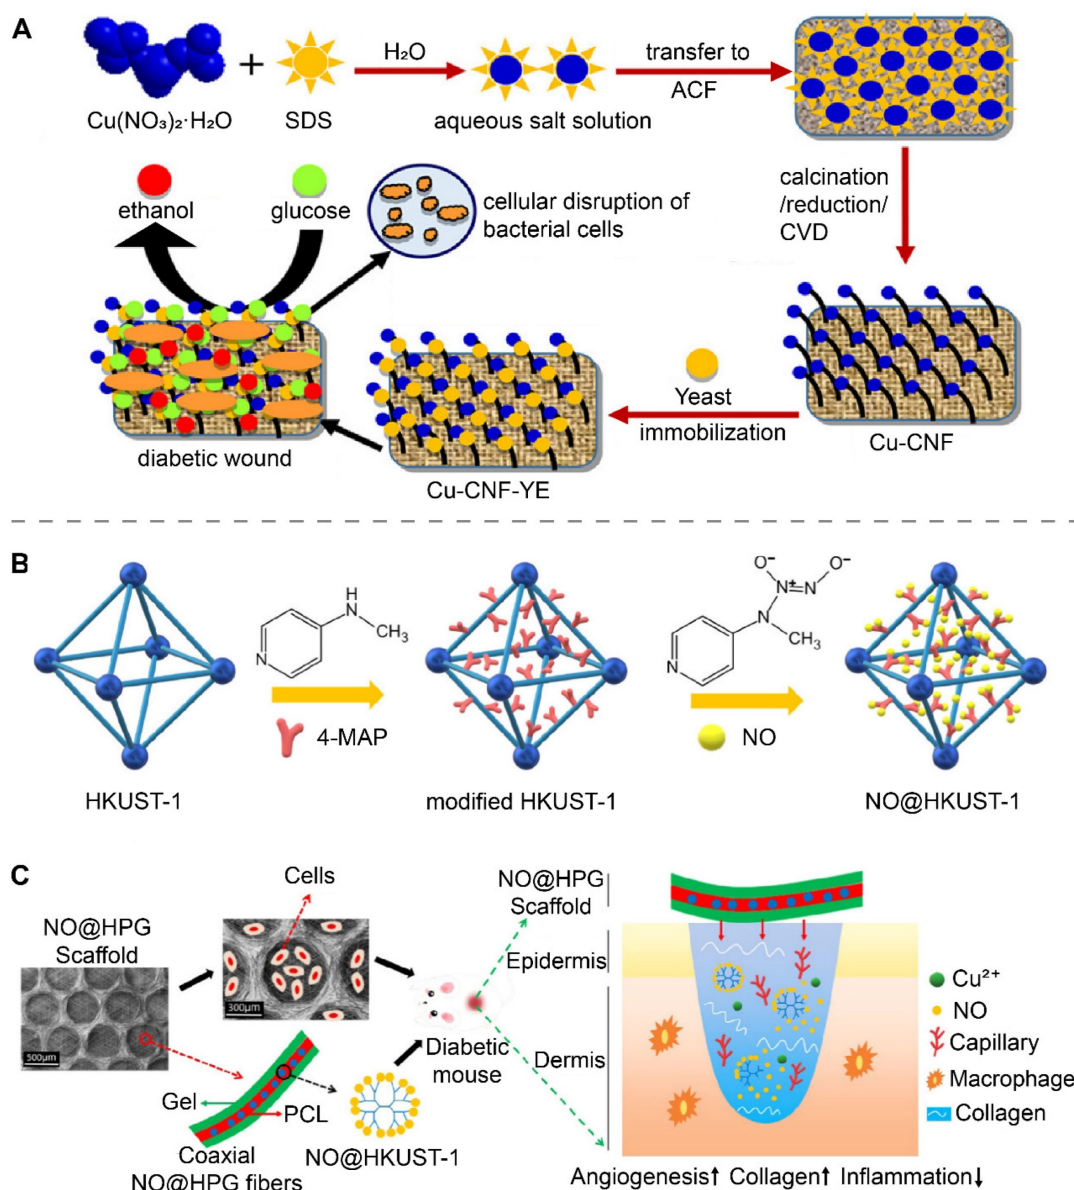 A
Cu(NO₃)₂·H₂O
+
SDS
H₂O
aqueous salt solution
transfer to
ACF
calcination
/reduction/
CVD
ethanol
glucose
cellular disruption of
bacterial cells
Yeast
immobilization
Cu-CNF
Cu-CNF-YE
diabetic wound
B
HKUST-1
N
H
N
CH₃
4-MAP
modified HKUST-1
O⁻
O⁻
N⁺=N
N
CH₃
N
NO
NO@HKUST-1
C
NO@HPG
Scaffold
500μm
Cells
300μm
Gel
PCL
Coaxial
NO@HPG fibers
NO@HKUST-1
Diabetic
mouse
NO@HPG
Scaffold
Epidermis
Dermis
Cu²⁺
NO
Capillary
Macrophage
Collagen
Angiogenesis↑ Collagen↑ Inflammation↓